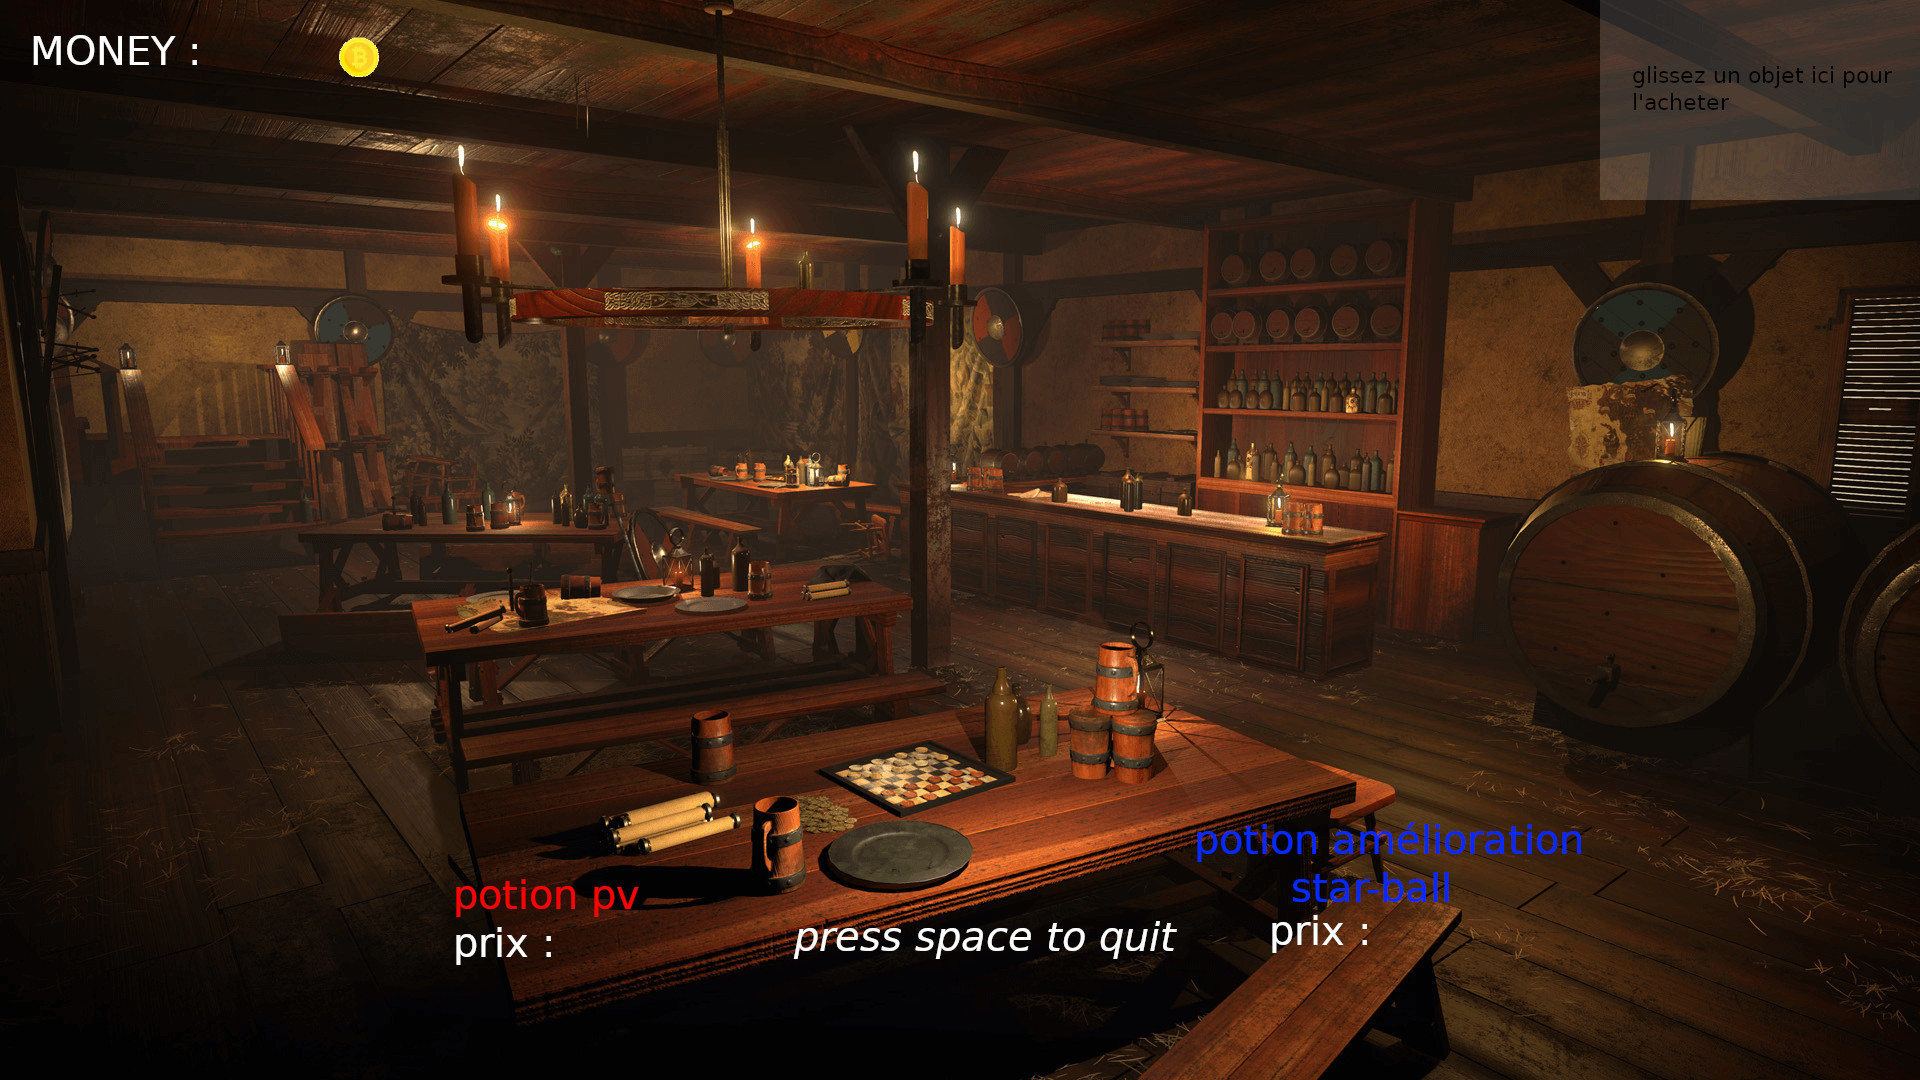 MONEY :
glissez un objet ici pour
l'acheter
potion amélioration
star-ball
potion pv
prix :
press space to quit
prix :